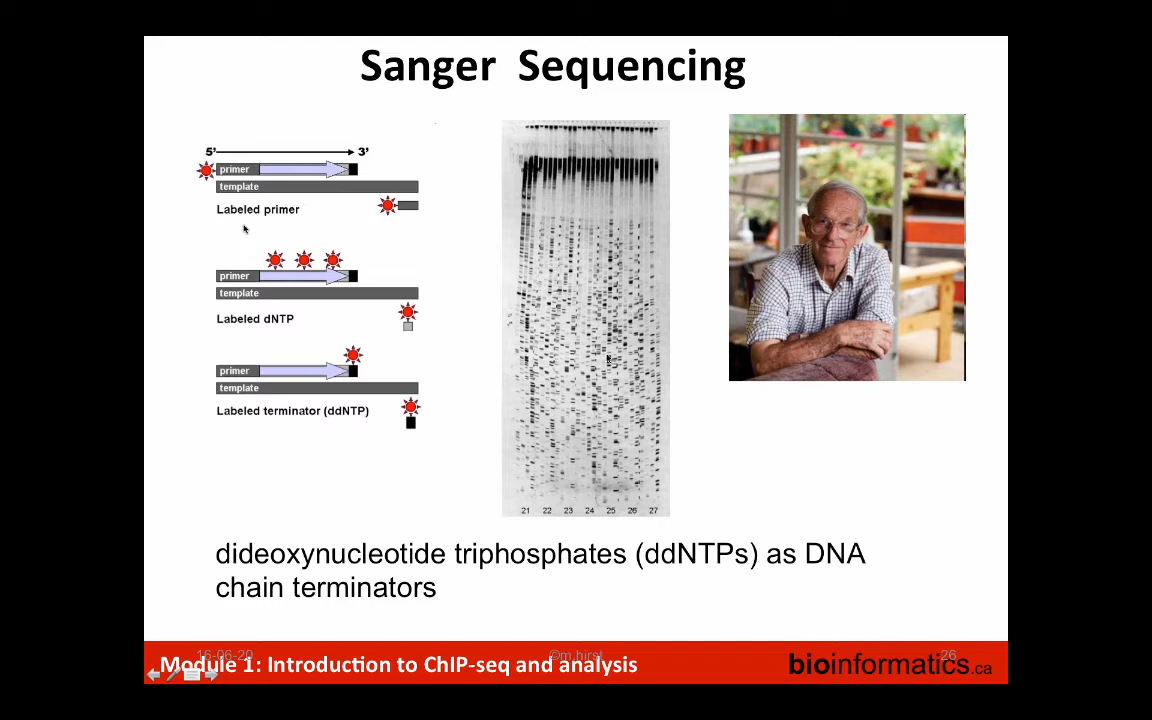 Sanger Sequencing
5' 3'
primer
template
Labeled primer
primer
template
Labeled dNTP
primer
template
Labeled terminator (ddNTP)
21 22 23 24 25 26 27
dideoxynucleotide triphosphates (ddNTPs) as DNA
chain terminators
16-06-20 ©m.hirst 26
Module 1: Introduction to ChIP-seq and analysis
bioinformatics.ca